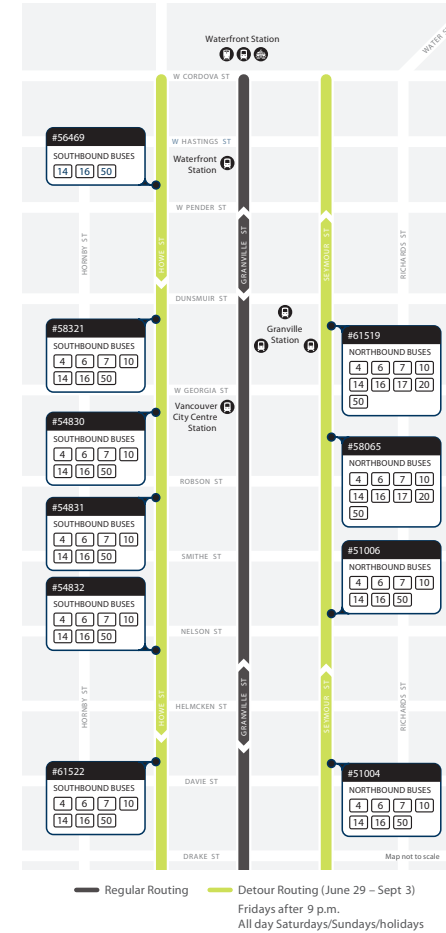 Waterfront Station
WATER ST
W CORDOVA ST
#56469
SOUTHBOUND BUSES
14 16 50
W HASTINGS ST
Waterfront
Station
W PENDER ST
HORNBY ST
HOWE ST
GRANVILLE ST
SEYMOUR ST
RICHARDS ST
DUNSMUIR ST
#58321
SOUTHBOUND BUSES
4 6 7 10
14 16 50
Granville
Station
#61519
NORTHBOUND BUSES
4 6 7 10
14 16 17 20
50
W GEORGIA ST
Vancouver
City Centre
Station
#54830
SOUTHBOUND BUSES
4 6 7 10
14 16 50
#58065
NORTHBOUND BUSES
4 6 7 10
14 16 17 20
50
ROBSON ST
#54831
SOUTHBOUND BUSES
4 6 7 10
14 16 50
SMITHE ST
#51006
NORTHBOUND BUSES
4 6 7 10
14 16 50
#54832
SOUTHBOUND BUSES
4 6 7 10
14 16 50
NELSON ST
HORNBY ST
HOWE ST
GRANVILLE ST
SEYMOUR ST
RICHARDS ST
HELMCKEN ST
#61522
SOUTHBOUND BUSES
4 6 7 10
14 16 50
DAVIE ST
#51004
NORTHBOUND BUSES
4 6 7 10
14 16 50
DRAKE ST
Map not to scale
Regular Routing
Detour Routing (June 29 – Sept 3)
Fridays after 9 p.m.
All day Saturdays/Sundays/holidays